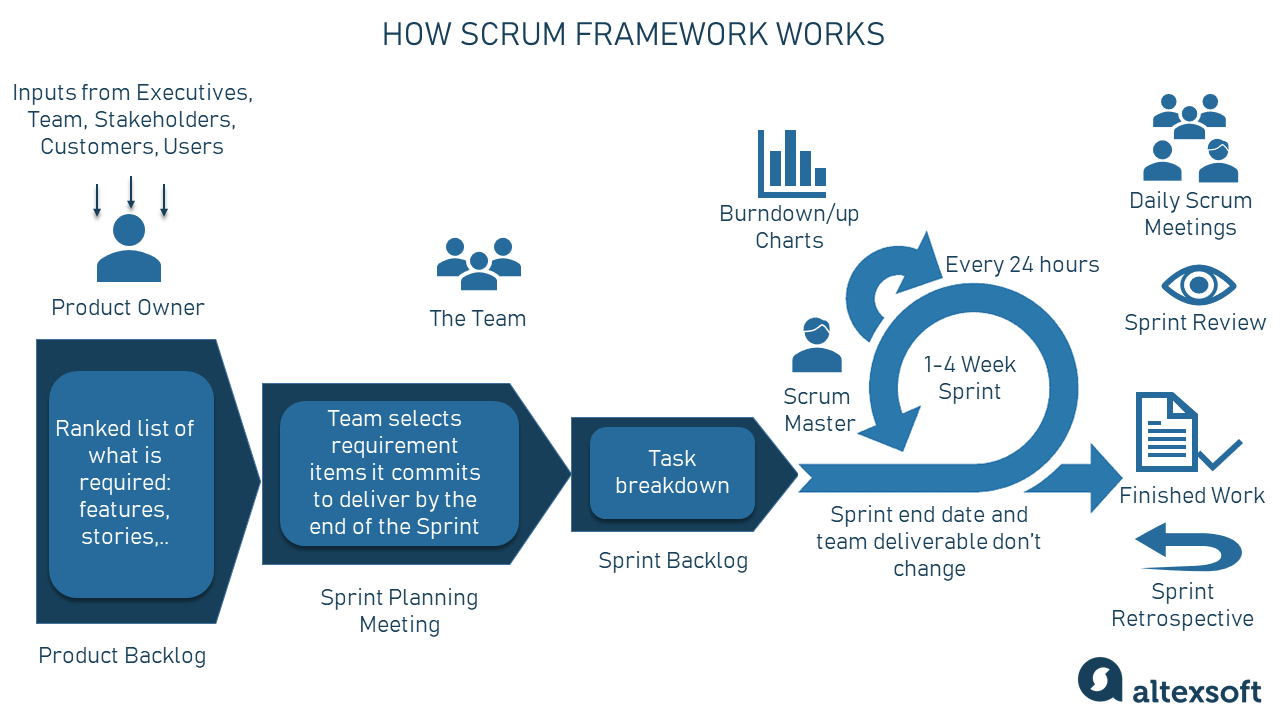 HOW SCRUM FRAMEWORK WORKS
Inputs from Executives,
Team, Stakeholders,
Customers, Users
Product Owner
Ranked list of
what is
required:
features,
stories,..
Product Backlog
The Team
Team selects
requirement
items it commits
to deliver by the
end of the Sprint
Sprint Planning
Meeting
Task
breakdown
Sprint Backlog
Burndown/up
Charts
Every 24 hours
Scrum
Master
1-4 Week
Sprint
Sprint end date and
team deliverable don't
change
Daily Scrum
Meetings
Sprint Review
Finished Work
Sprint
Retrospective
altexsoft